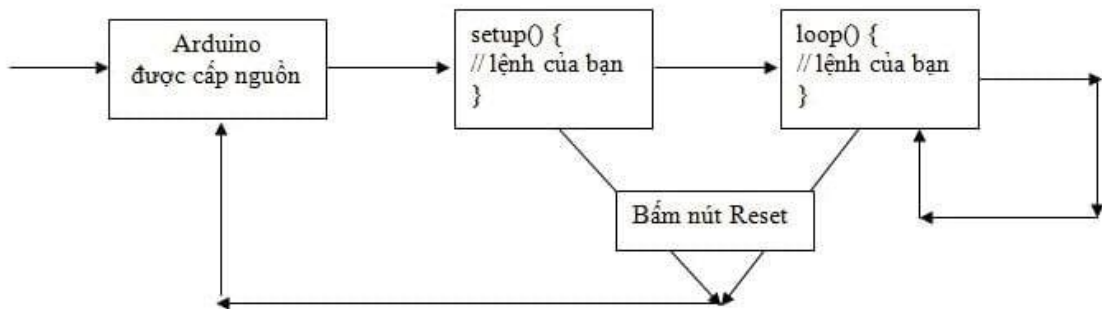 Arduino
được cấp nguồn
setup() {
// lệnh của bạn
}
loop() {
// lệnh của bạn
}
Bấm nút Reset